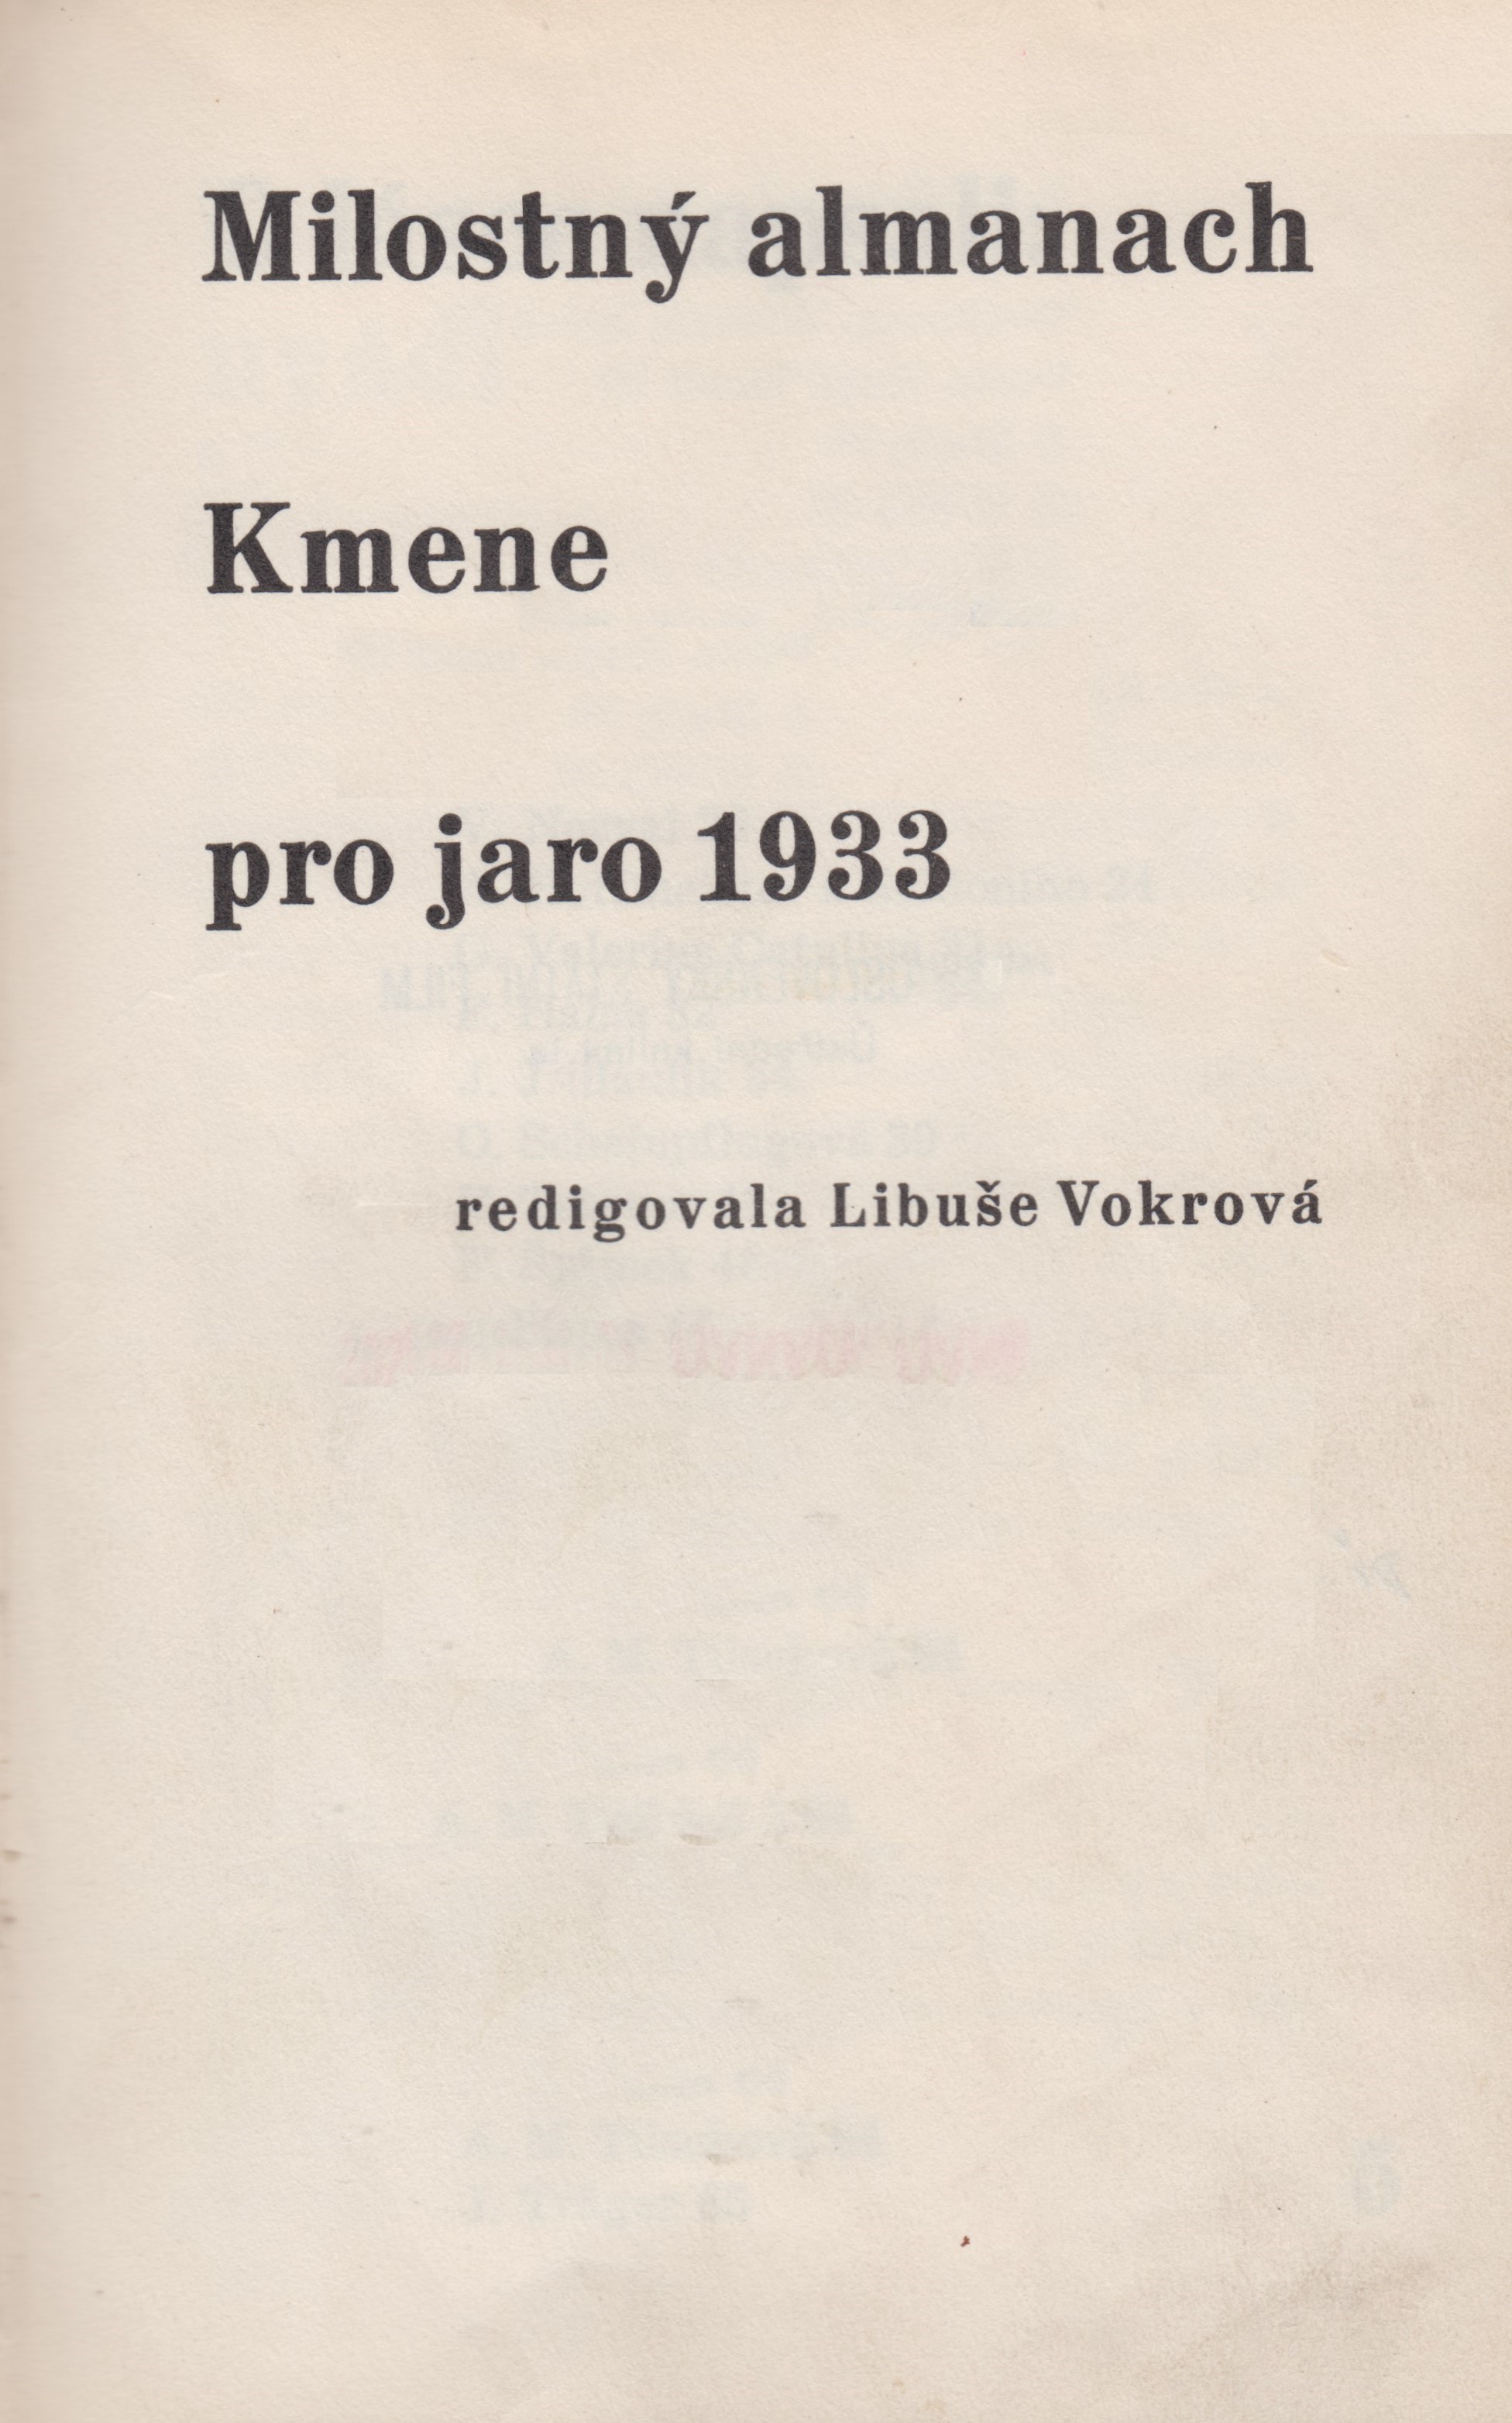 Milostný almanach
Kmene
pro jaro 1933
redigovala Libuše Vokrová